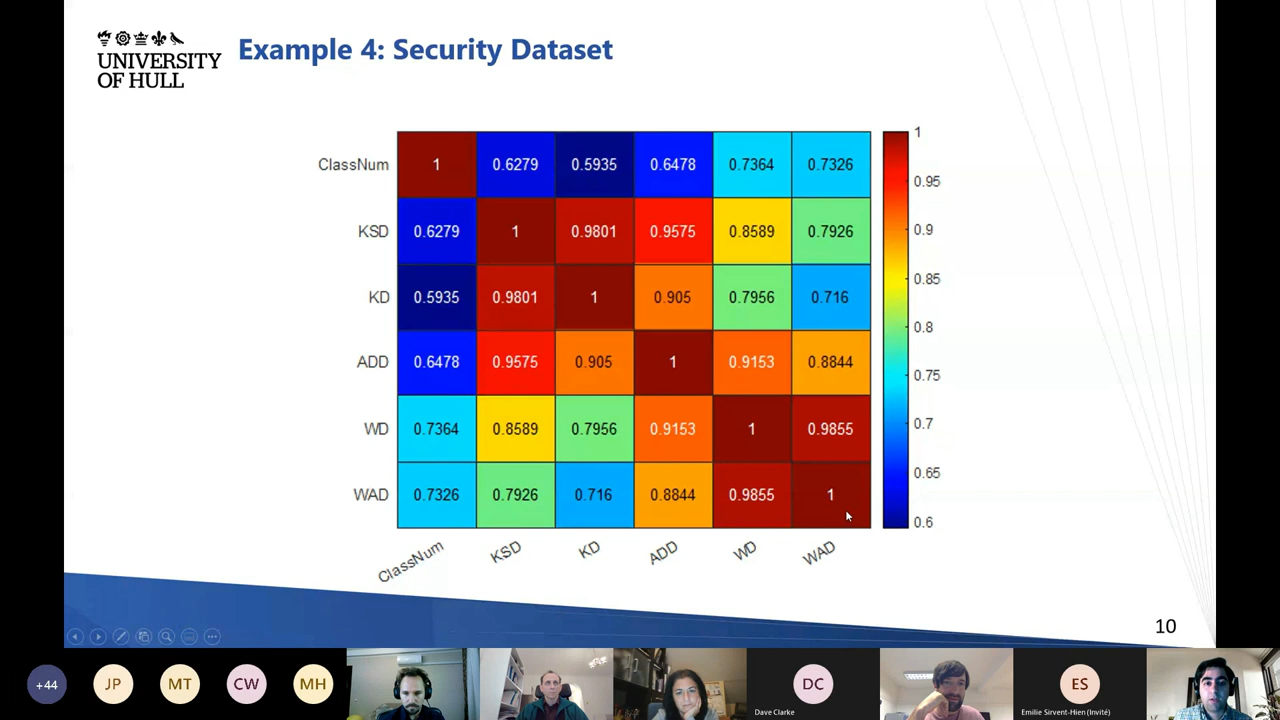 UNIVERSITY
OF HULL
Example 4: Security Dataset
ClassNum 1 0.6279 0.5935 0.6478 0.7364 0.7326
KSD 0.6279 1 0.9801 0.9575 0.8589 0.7926
KD 0.5935 0.9801 1 0.905 0.7956 0.716
ADD 0.6478 0.9575 0.905 1 0.9153 0.8844
WD 0.7364 0.8589 0.7956 0.9153 1 0.9855
WAD 0.7326 0.7926 0.716 0.8844 0.9855 1
ClassNum KSD KD ADD WD WAD
1
0.95
0.9
0.85
0.8
0.75
0.7
0.65
0.6
10
+44 JP MT CW MH DC ES
Dave Clarke
Emilie Sirvent-Hien (Invité)